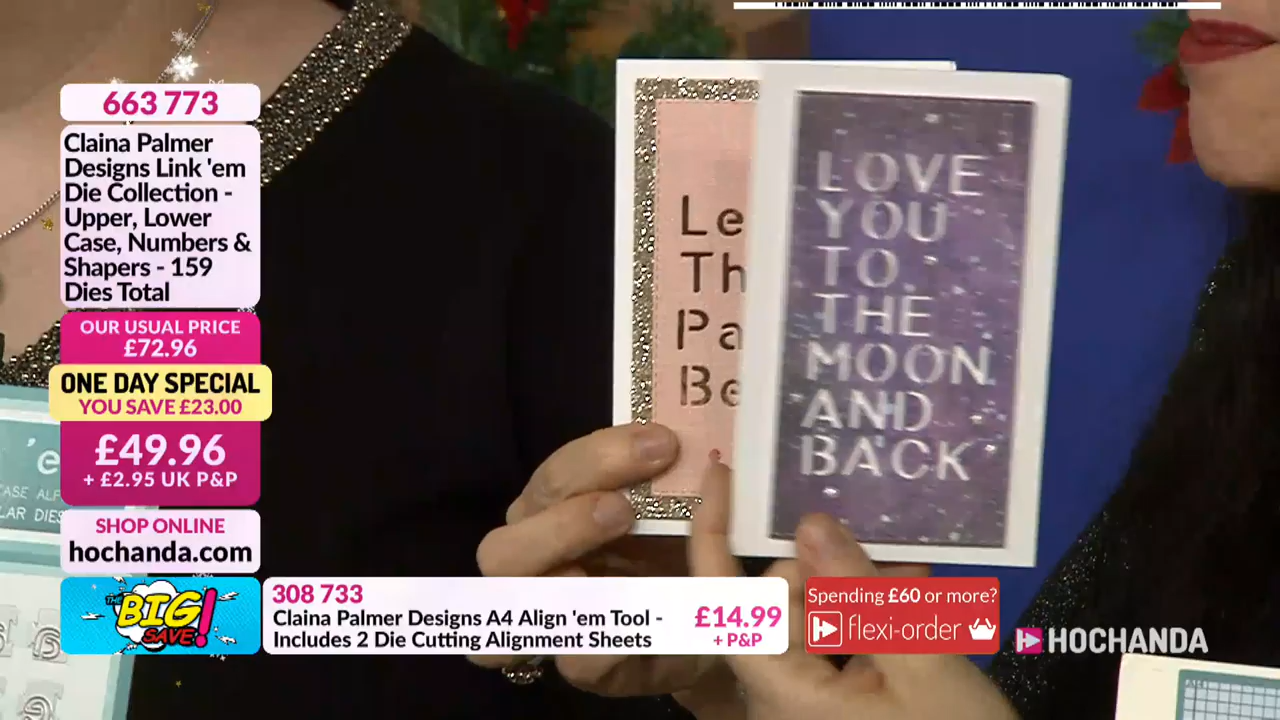 663 773
Claina Palmer
Designs Link 'em
Die Collection -
Upper, Lower
Case, Numbers &
Shapers - 159
Dies Total
OUR USUAL PRICE
£72.96
ONE DAY SPECIAL
YOU SAVE £23.00
£49.96
+ £2.95 UK P&P
SHOP ONLINE
hochanda.com
THE BIG SAVE!
308 733
Claina Palmer Designs A4 Align 'em Tool -
Includes 2 Die Cutting Alignment Sheets
£14.99
+ P&P
Spending £60 or more?
flexi-order
HOCHANDA
Le
Th
Pa
Be
LOVE
YOU
TO
THE
MOON
AND
BACK
'e
CASE ALF
LAR DIES